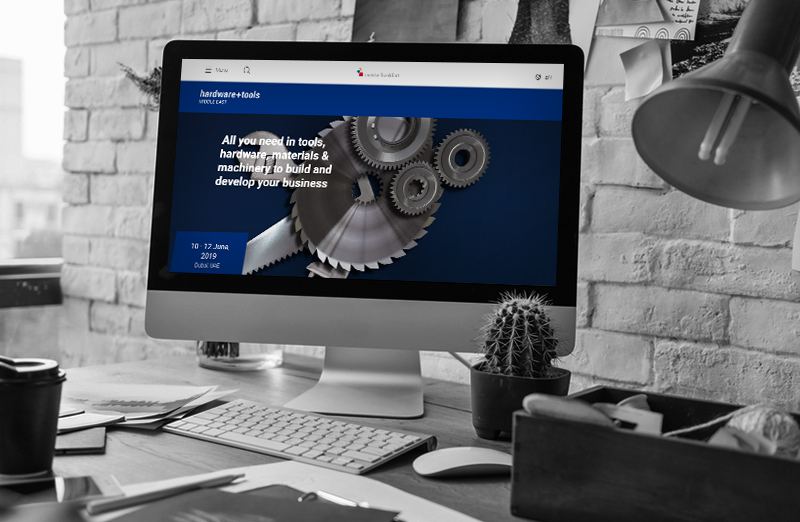 Menu
messe frankfurt
hardware+tools
MIDDLE EAST
All you need in tools,
hardware, materials &
machinery to build and
develop your business
10 - 12 June,
2019
Dubai, UAE